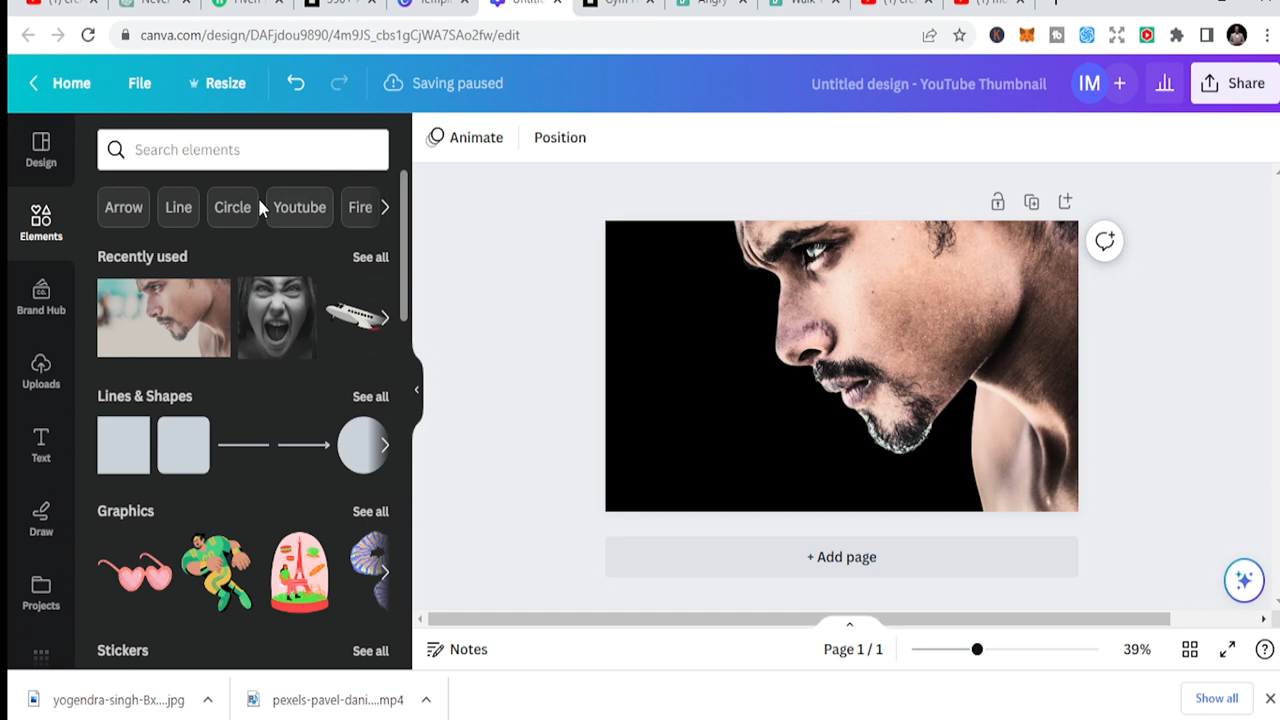 canva.com/design/DAFjdou9890/4m9JS_cbs1gCjWA7SAo2fw/edit
Home
File
Resize
Saving paused
Untitled design - YouTube Thumbnail
IM
Share
Design
Elements
Brand Hub
Uploads
Text
Draw
Projects
Search elements
Arrow
Line
Circle
Youtube
Fire
Recently used
See all
Lines & Shapes
See all
Graphics
See all
Stickers
See all
Animate
Position
+ Add page
Notes
Page 1 / 1
39%
yogendra-singh-Bx....jpg
pexels-pavel-dani....mp4
Show all